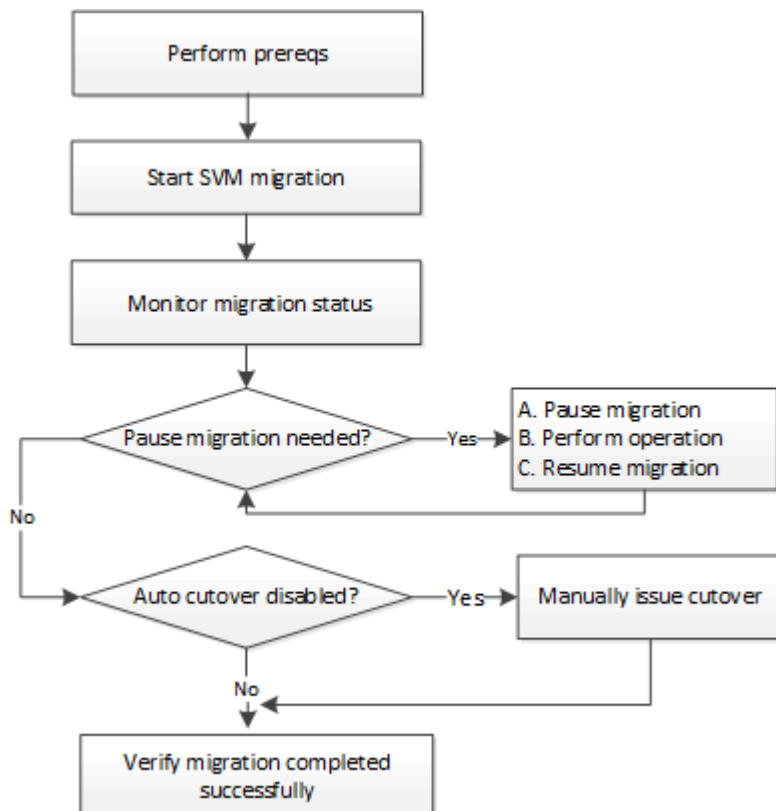 Perform prereqs
Start SVM migration
Monitor migration status
Pause migration needed?
Yes
A. Pause migration
B. Perform operation
C. Resume migration
No
Auto cutover disabled?
Yes
Manually issue cutover
No
Verify migration completed
successfully